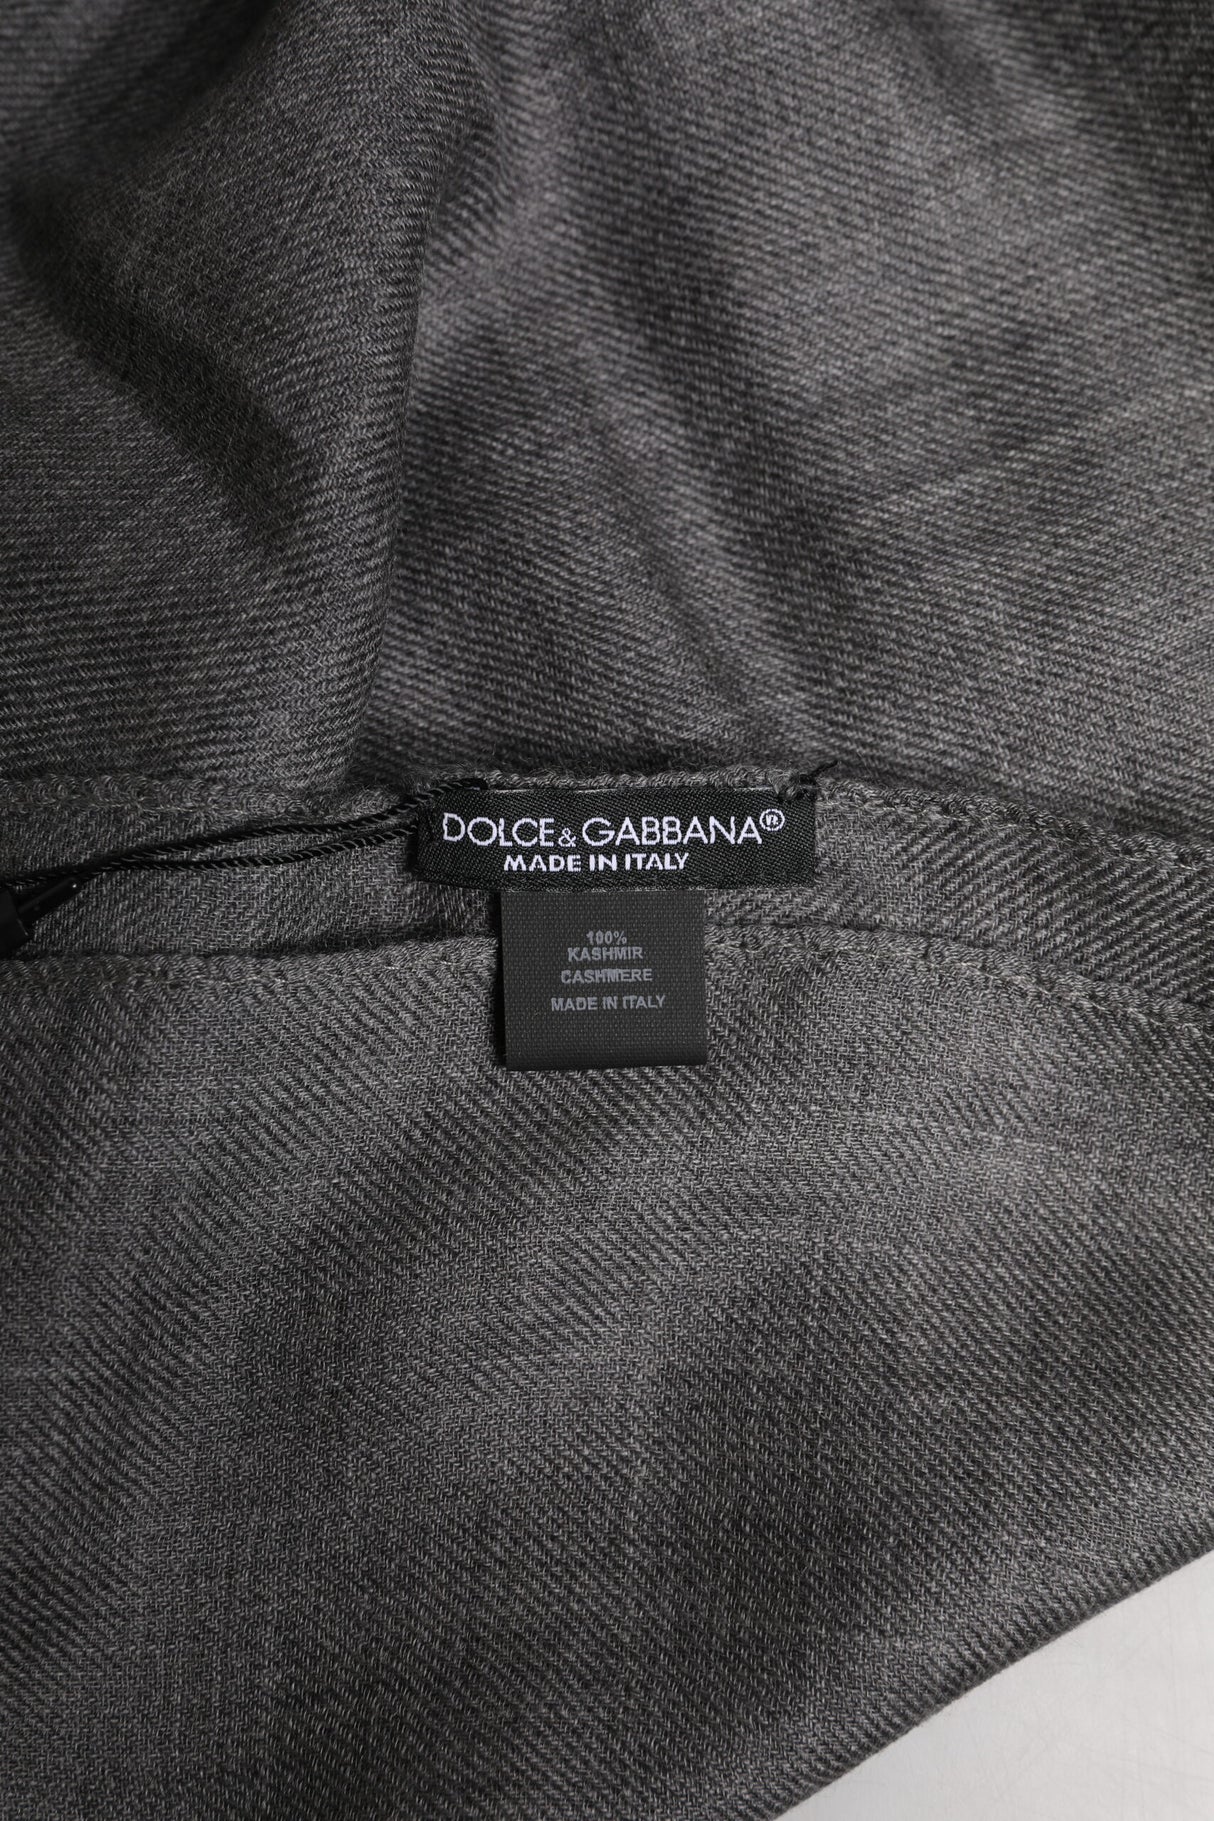 DOLCE & GABBANA®
MADE IN ITALY
100%
KASHMIR
CASHMERE
MADE IN ITALY